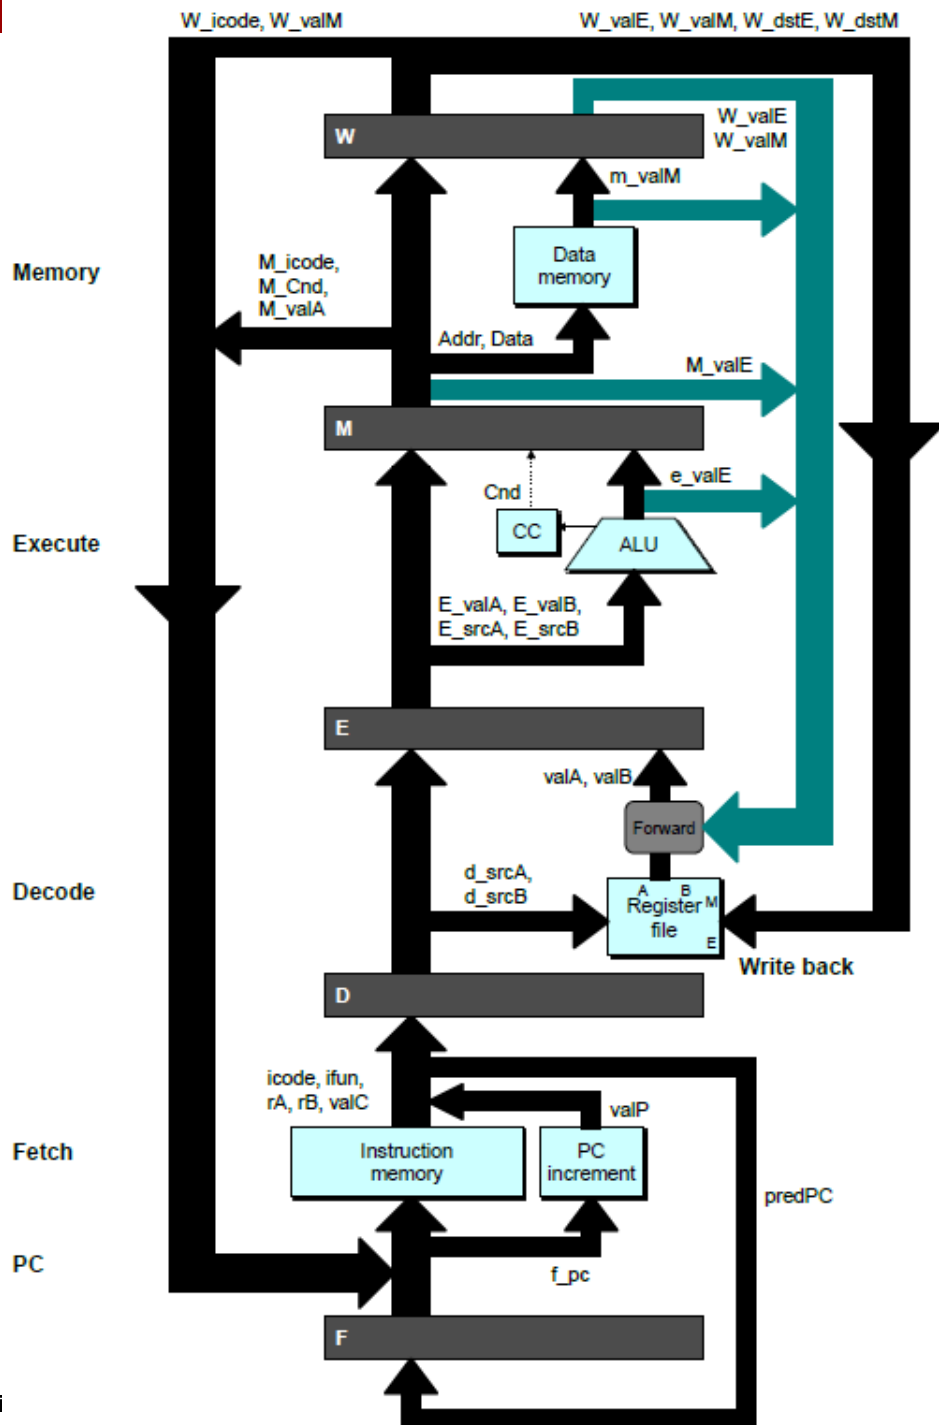 W_icode, W_valM
W_valE, W_valM, W_dstE, W_dstM
W_valE
W_valM
W
m_valM
Data
memory
Memory
M_icode,
M_Cnd,
M_valA
Addr, Data
M_valE
M
e_valE
Cnd
CC
ALU
Execute
E_valA, E_valB,
E_srcA, E_srcB
E
valA, valB
Forward
d_srcA,
d_srcB
Decode
A B
M
Register
file
E
Write back
D
icode, ifun,
rA, rB, valC
valP
Fetch
Instruction
memory
PC
increment
predPC
PC
f_pc
F
i